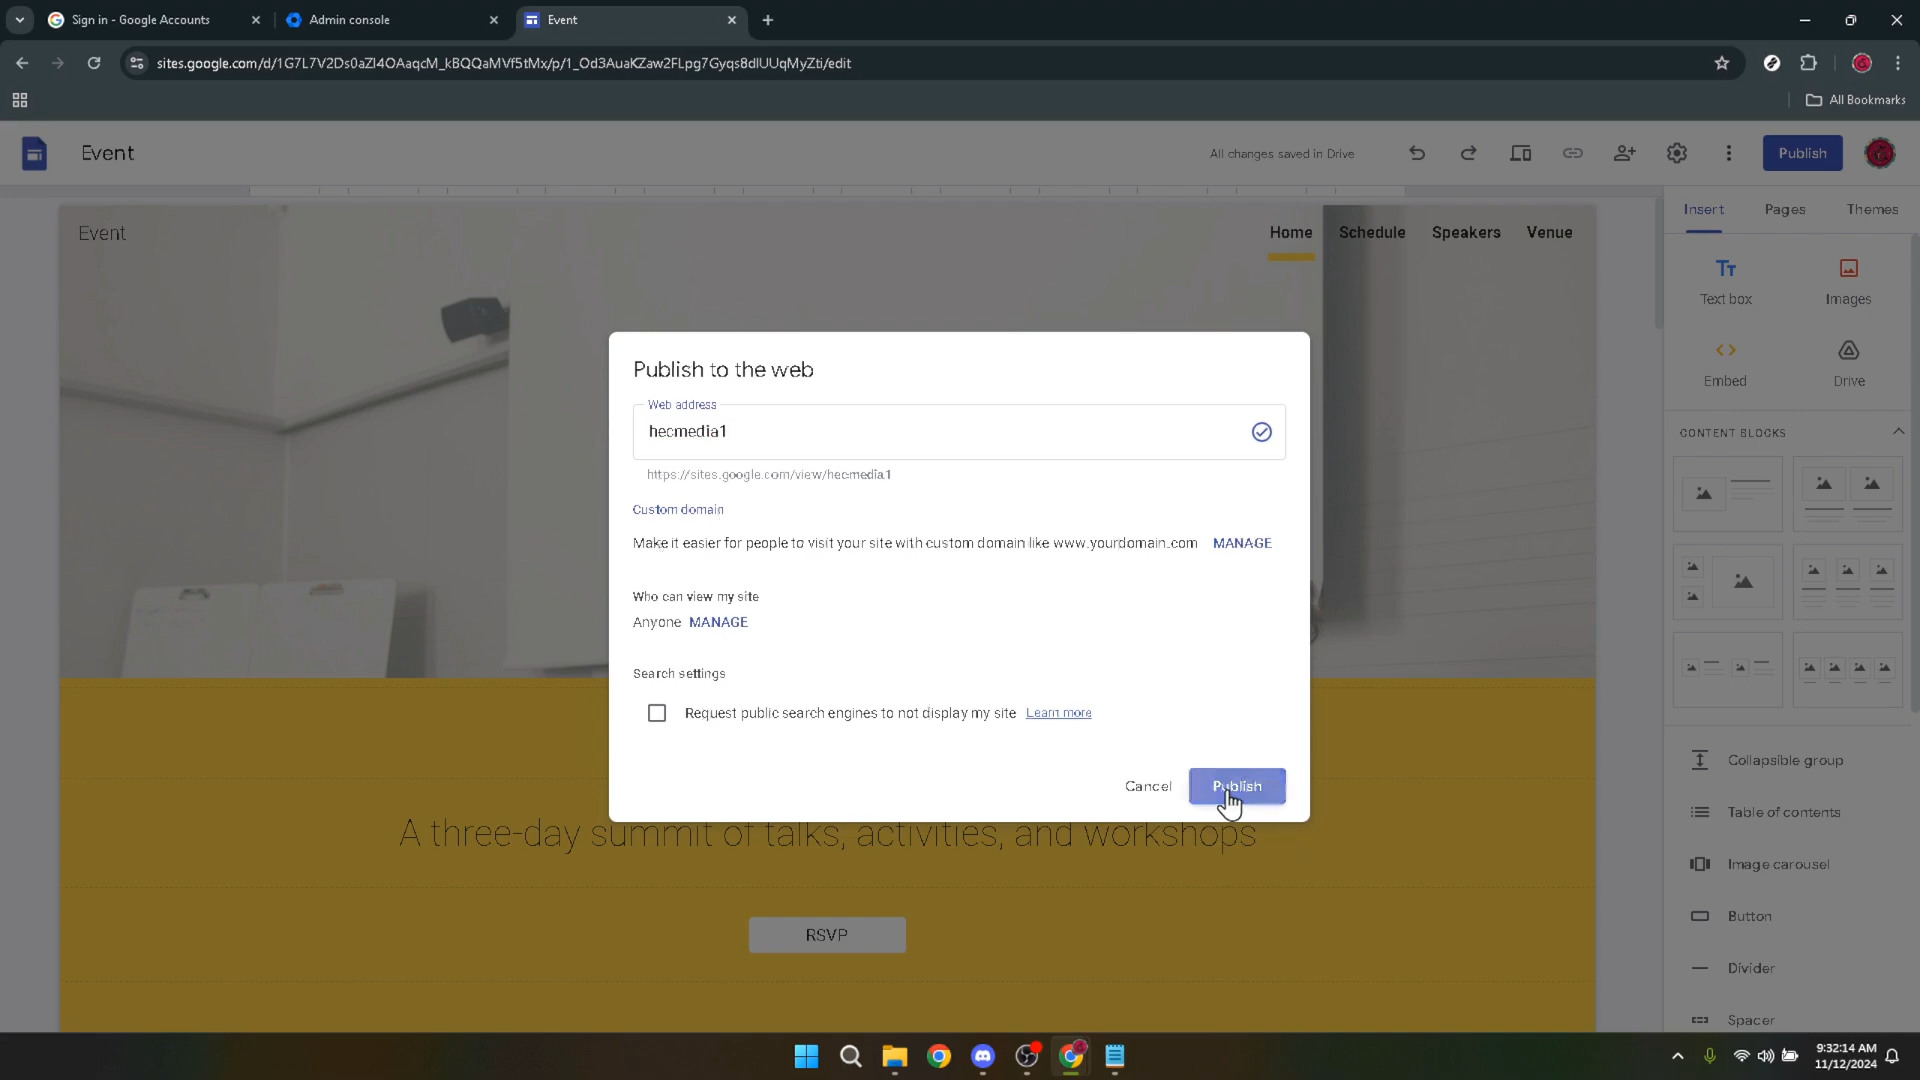 Sign in - Google Accounts
Admin console
Event
sites.google.com/d/1G7L7V2Ds0aZI4OAaqcM_kBQQaMVf5tMx/p/1_Od3AuaKZaw2FLpg7Gyqs8dlUUqMyZti/edit
All Bookmarks
Event
All changes saved in Drive
Publish
Insert
Pages
Themes
Event
Home
Schedule
Speakers
Venue
Text box
Images
Embed
Drive
CONTENT BLOCKS
Publish to the web
Web address
hecmedia1
https://sites.google.com/view/hecmedia1
Custom domain
Make it easier for people to visit your site with custom domain like www.yourdomain.com MANAGE
Who can view my site
Anyone MANAGE
Search settings
Request public search engines to not display my site Learn more
Cancel
Publish
A three-day summit of talks, activities, and workshops
RSVP
Collapsible group
Table of contents
Image carousel
Button
Divider
Spacer
9:32:14 AM
11/12/2024